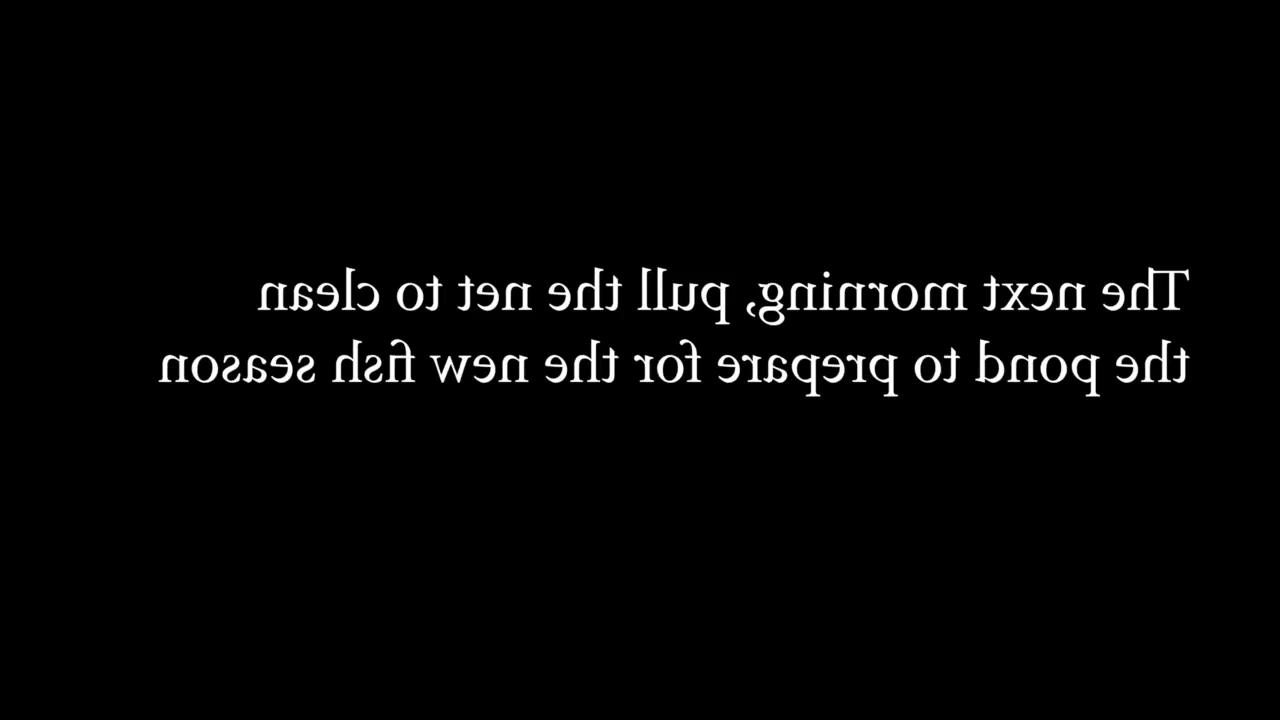 The next morning, pull the net to clean
the pond to prepare for the new fish season